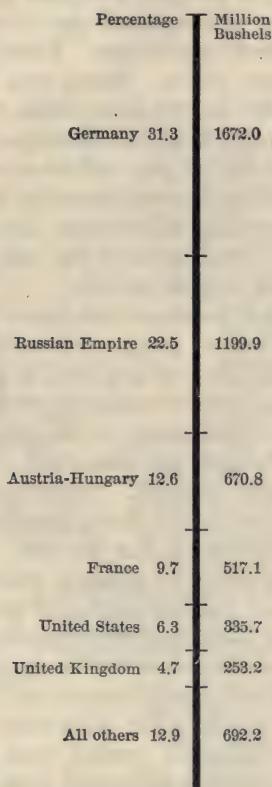 Percentage Million
Bushels
Germany 31.3 1672.0
Russian Empire 22.5 1199.9
Austria-Hungary 12.6 670.8
France 9.7 517.1
United States 6.3 335.7
United Kingdom 4.7 253.2
All others 12.9 692.2